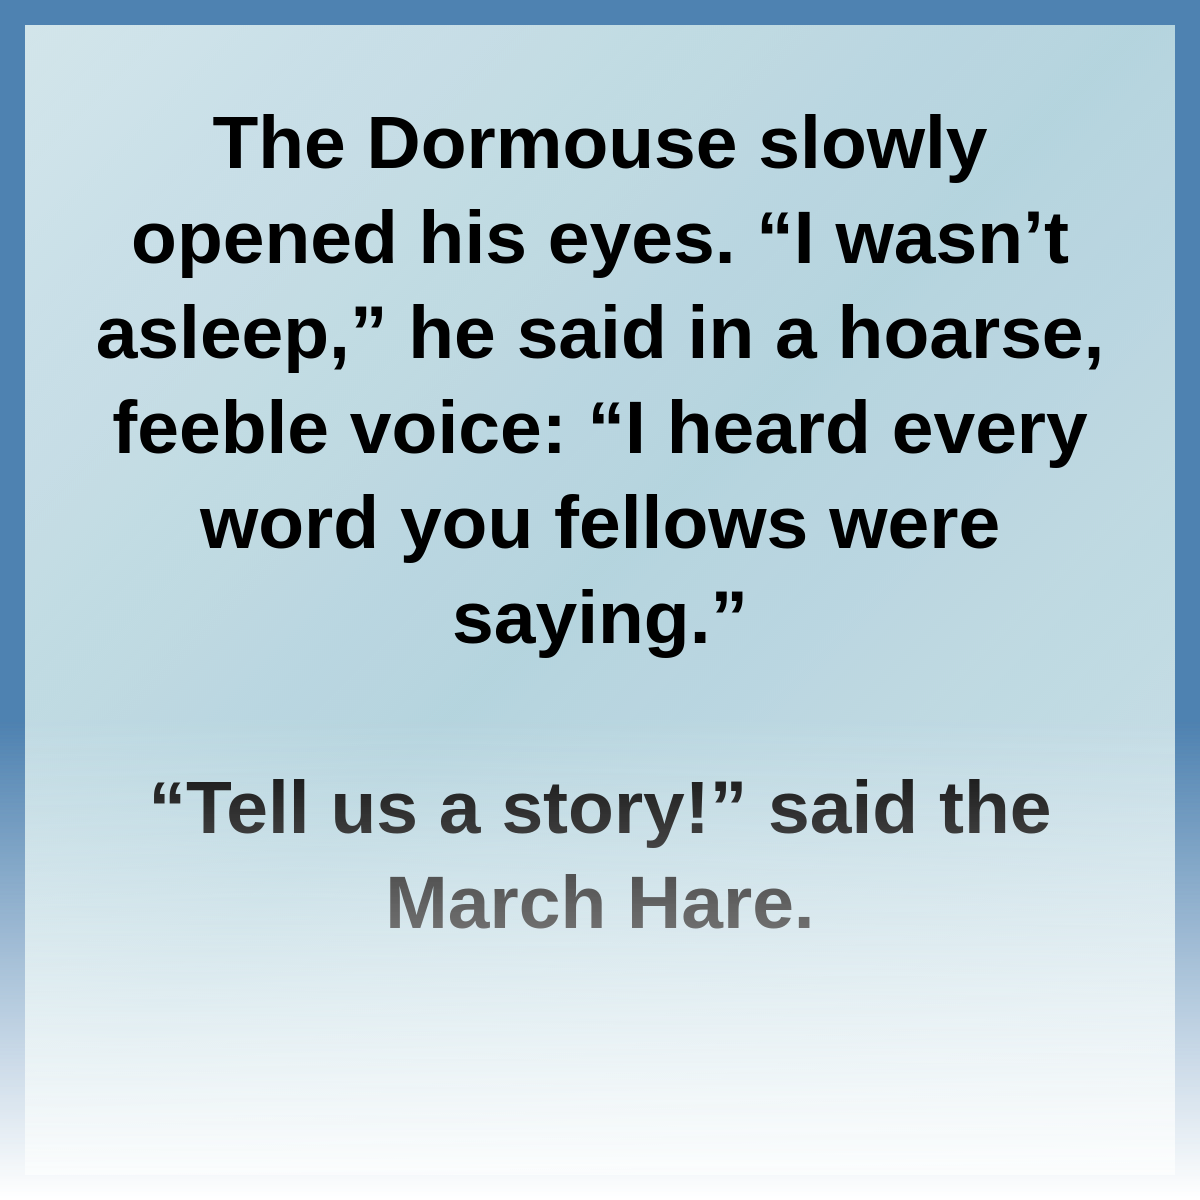 The Dormouse slowly
opened his eyes. “I wasn’t
asleep,” he said in a hoarse,
feeble voice: “I heard every
word you fellows were
saying.”
“Tell us a story!” said the
March Hare.